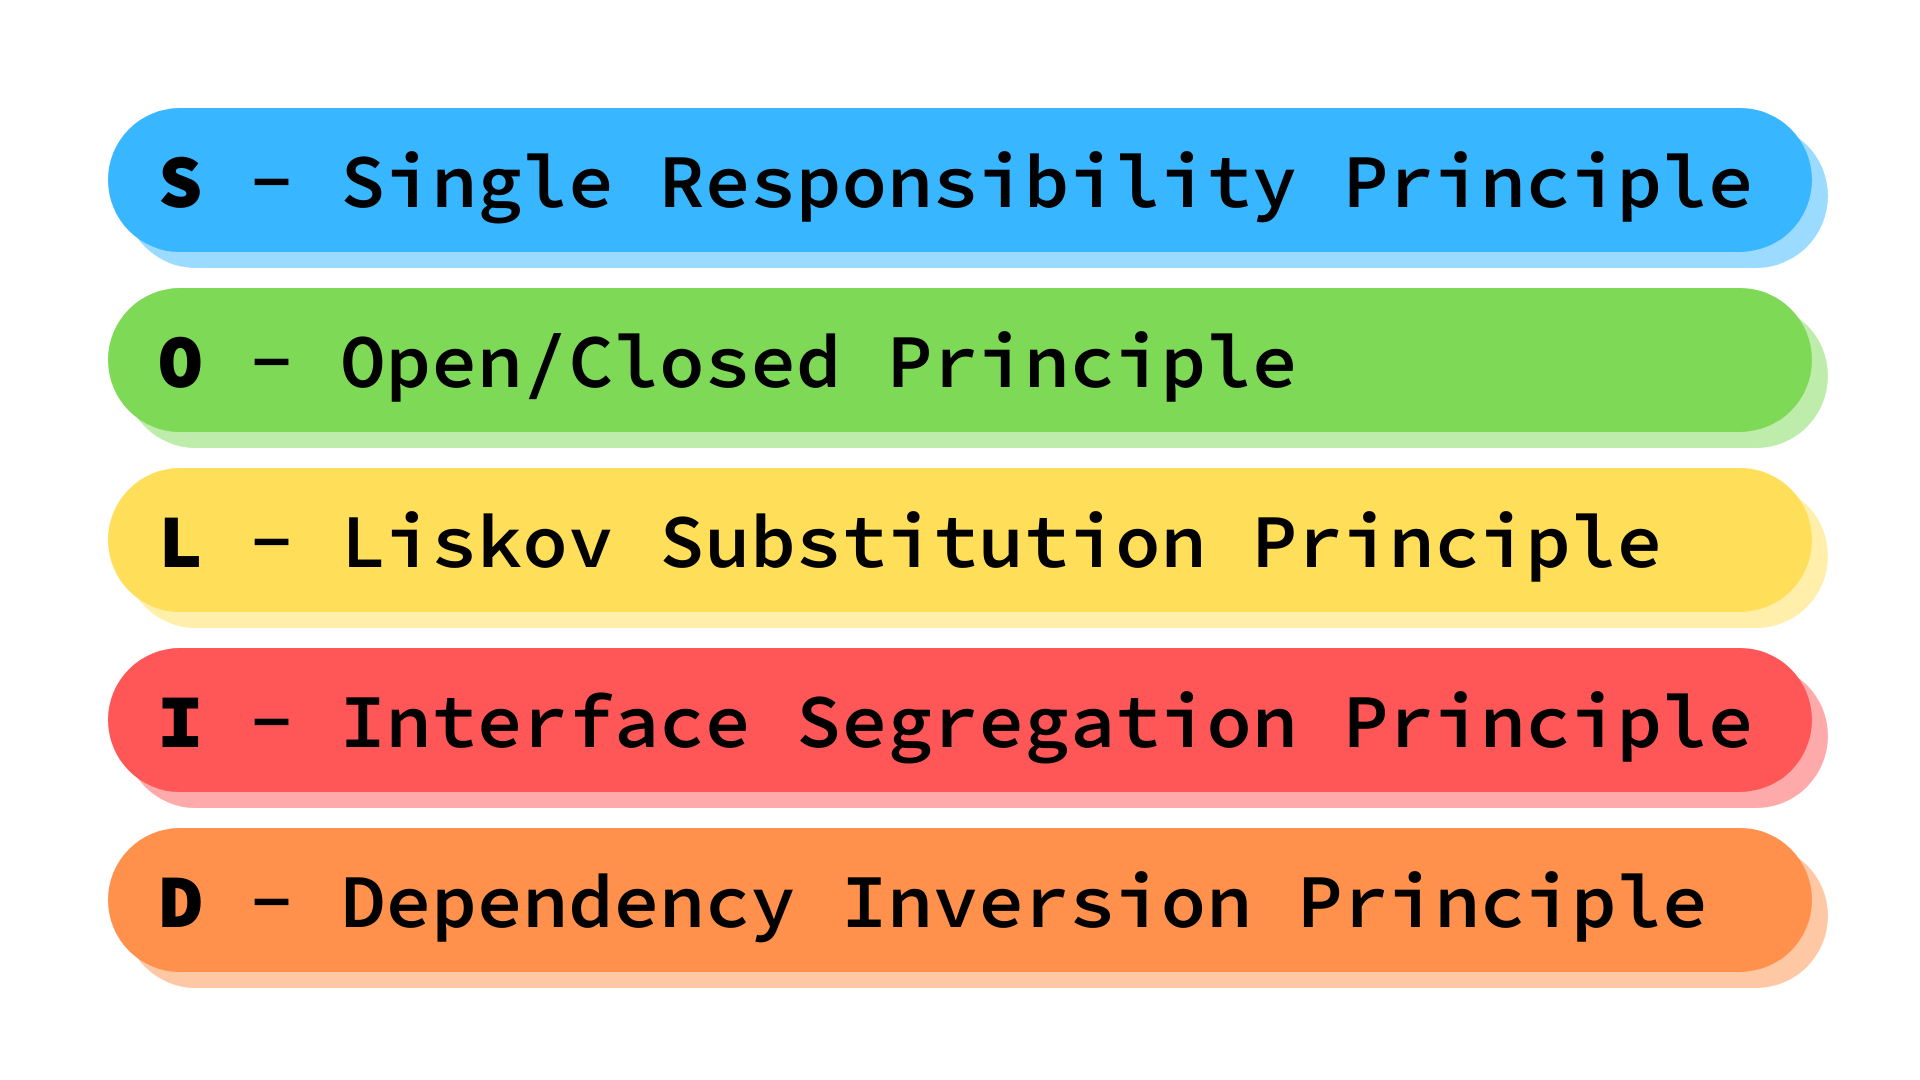 S – Single Responsibility Principle
O – Open/Closed Principle
L – Liskov Substitution Principle
I – Interface Segregation Principle
D – Dependency Inversion Principle